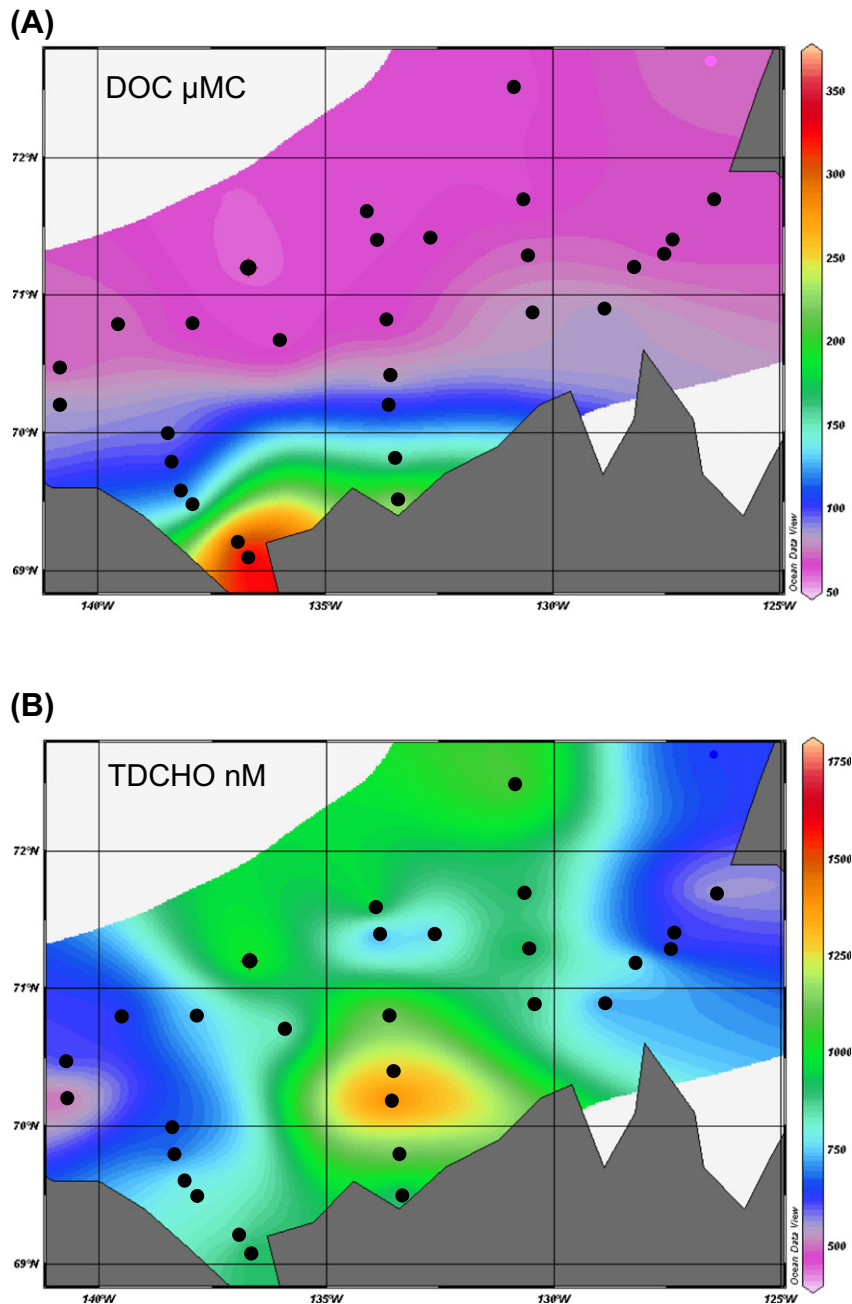 (A)
DOC μMC
72°W
71°W
70°W
69°W
140°W
135°W
130°W
125°W
Ocean Data View
350
300
250
200
150
100
50
(B)
TDCHO nM
72°W
71°W
70°W
69°W
140°W
135°W
130°W
125°W
Ocean Data View
1750
1500
1250
1000
750
500